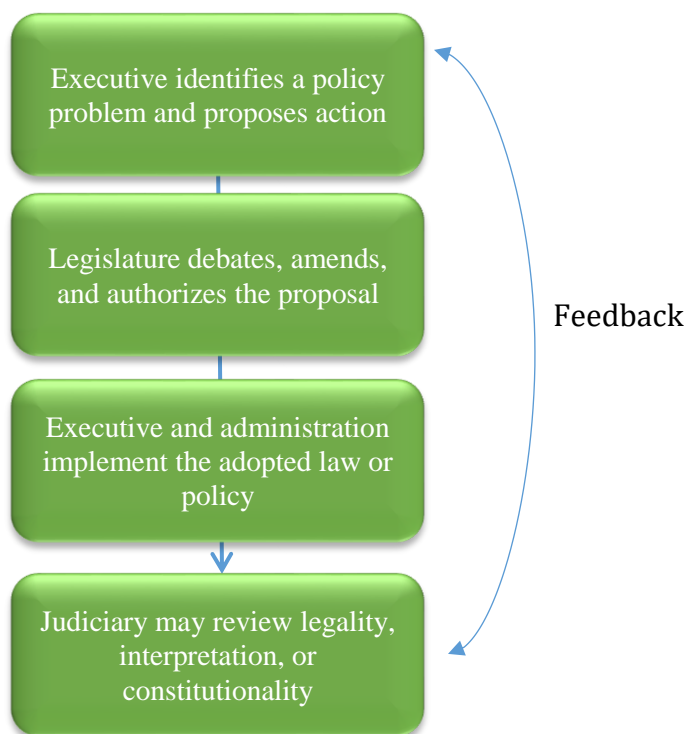 Executive identifies a policy
problem and proposes action
Legislature debates, amends,
and authorizes the proposal
Feedback
Executive and administration
implement the adopted law or
policy
Judiciary may review legality,
interpretation, or
constitutionality